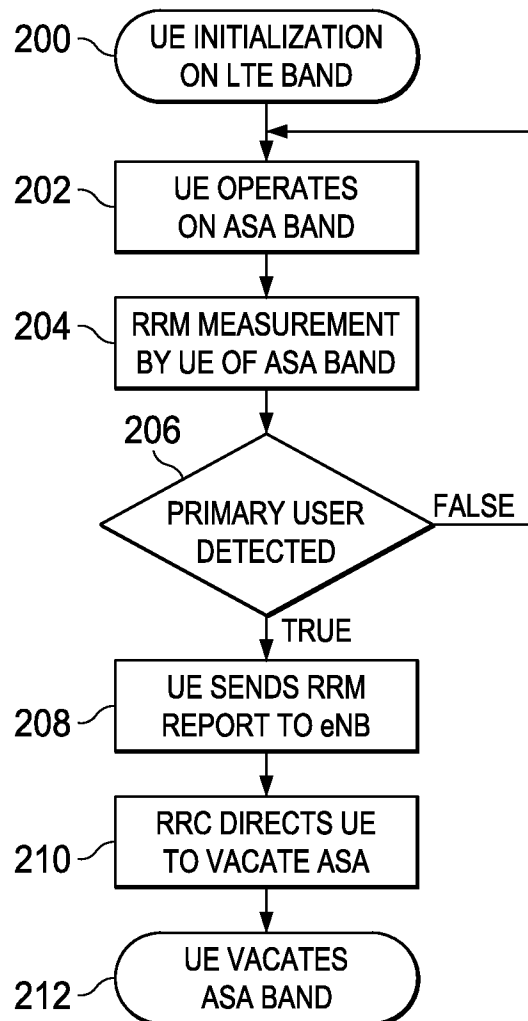 200
UE INITIALIZATION
ON LTE BAND
202
UE OPERATES
ON ASA BAND
204
RRM MEASUREMENT
BY UE OF ASA BAND
206
PRIMARY USER
DETECTED
FALSE
TRUE
208
UE SENDS RRM
REPORT TO eNB
210
RRC DIRECTS UE
TO VACATE ASA
212
UE VACATES
ASA BAND